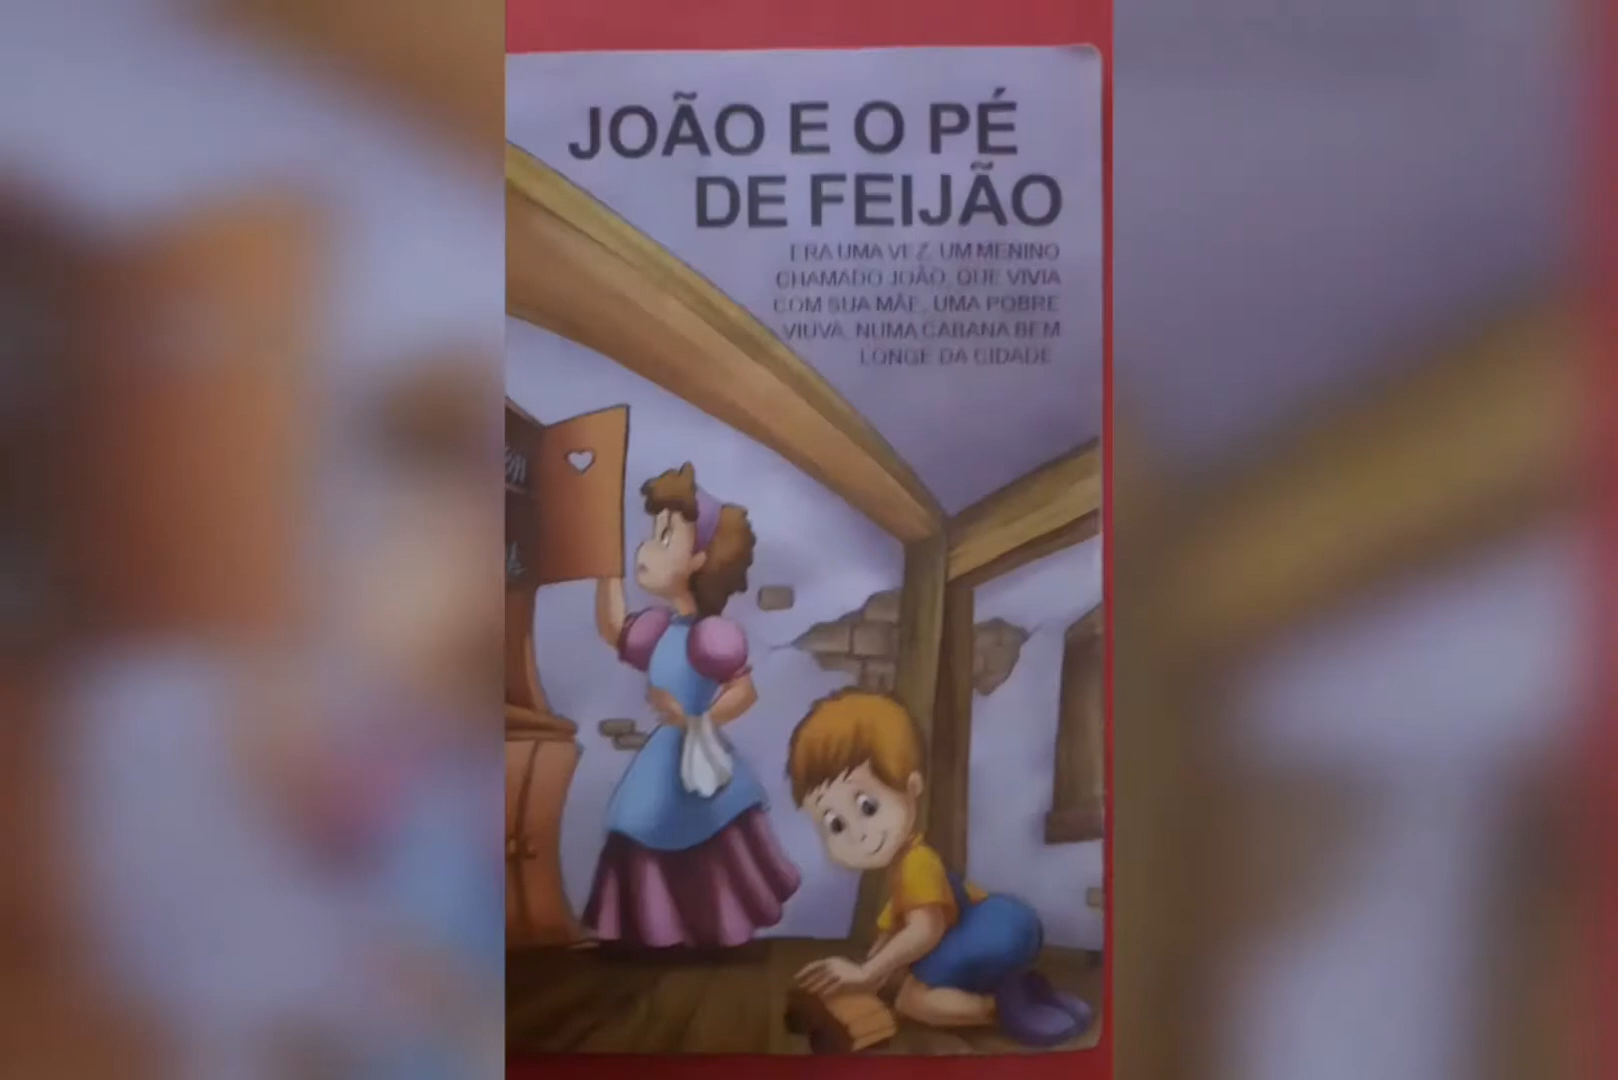 JOÃO E O PÉ
DE FEIJÃO
ERA UMA VEZ, UM MENINO
CHAMADO JOÃO, QUE VIVIA
COM SUA MÃE, UMA POBRE
VIÚVA, NUMA CABANA BEM
LONGE DA CIDADE